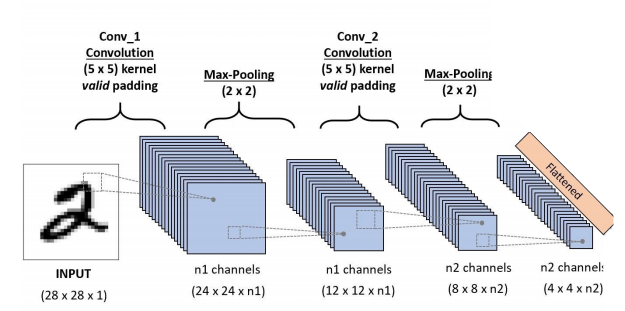 Conv_1
Convolution
(5 x 5) kernel
valid padding
Max-Pooling
(2 x 2)
Conv_2
Convolution
(5 x 5) kernel
valid padding
Max-Pooling
(2 x 2)
Flattened
INPUT
(28 x 28 x 1)
n1 channels
(24 x 24 x n1)
n1 channels
(12 x 12 x n1)
n2 channels
(8 x 8 x n2)
n2 channels
(4 x 4 x n2)
2